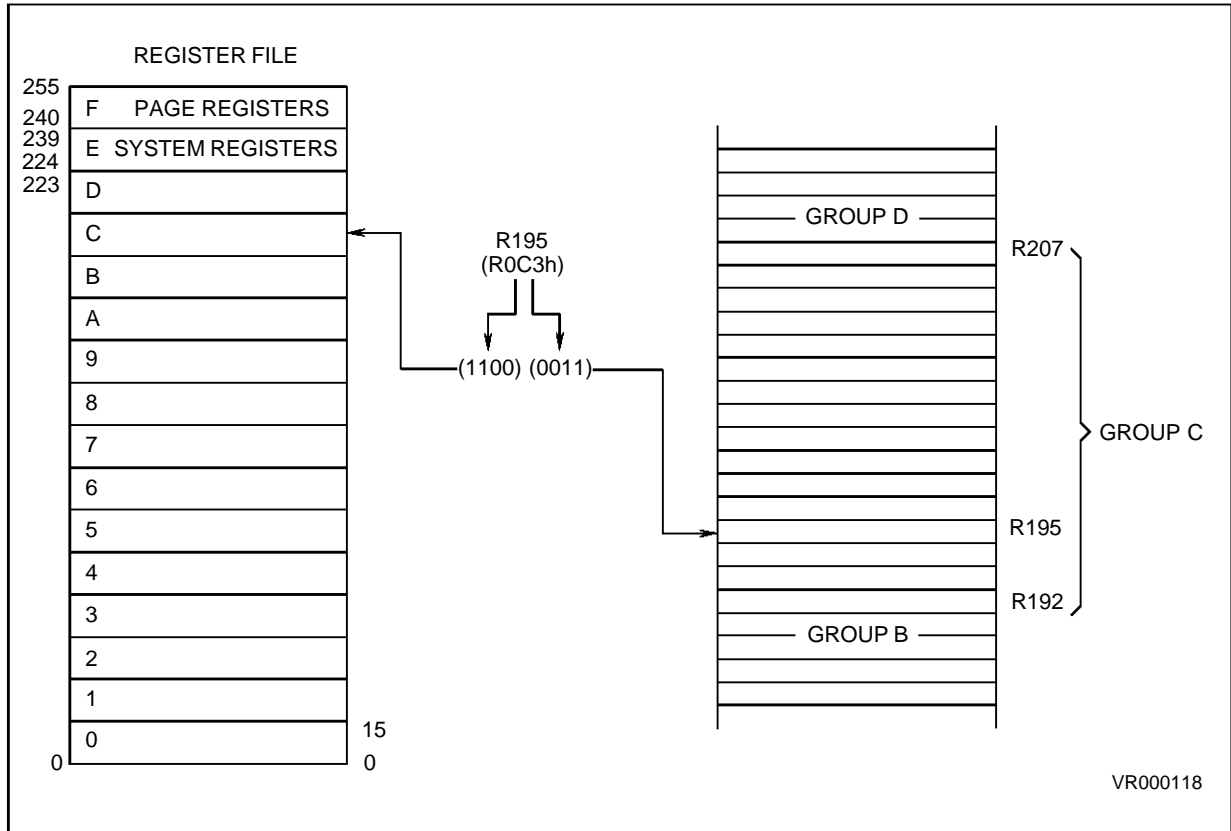 REGISTER FILE
255
240
239
224
223
F PAGE REGISTERS
E SYSTEM REGISTERS
D
C
B
A
9
8
7
6
5
4
3
2
1
0
15
0
0
R195
(R0C3h)
(1100) (0011)
GROUP D
R207
GROUP C
R195
R192
GROUP B
VR000118